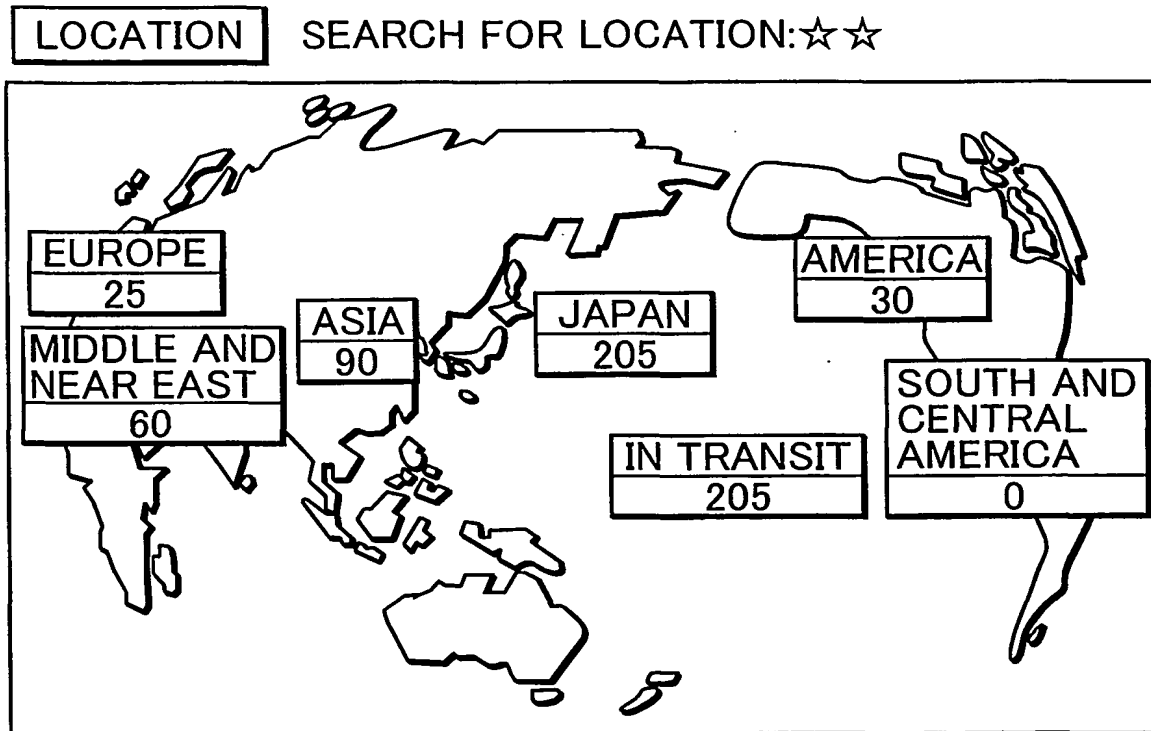 LOCATION SEARCH FOR LOCATION:☆☆
EUROPE
25
MIDDLE AND
NEAR EAST
60
ASIA
90
JAPAN
205
AMERICA
30
IN TRANSIT
205
SOUTH AND
CENTRAL
AMERICA
0